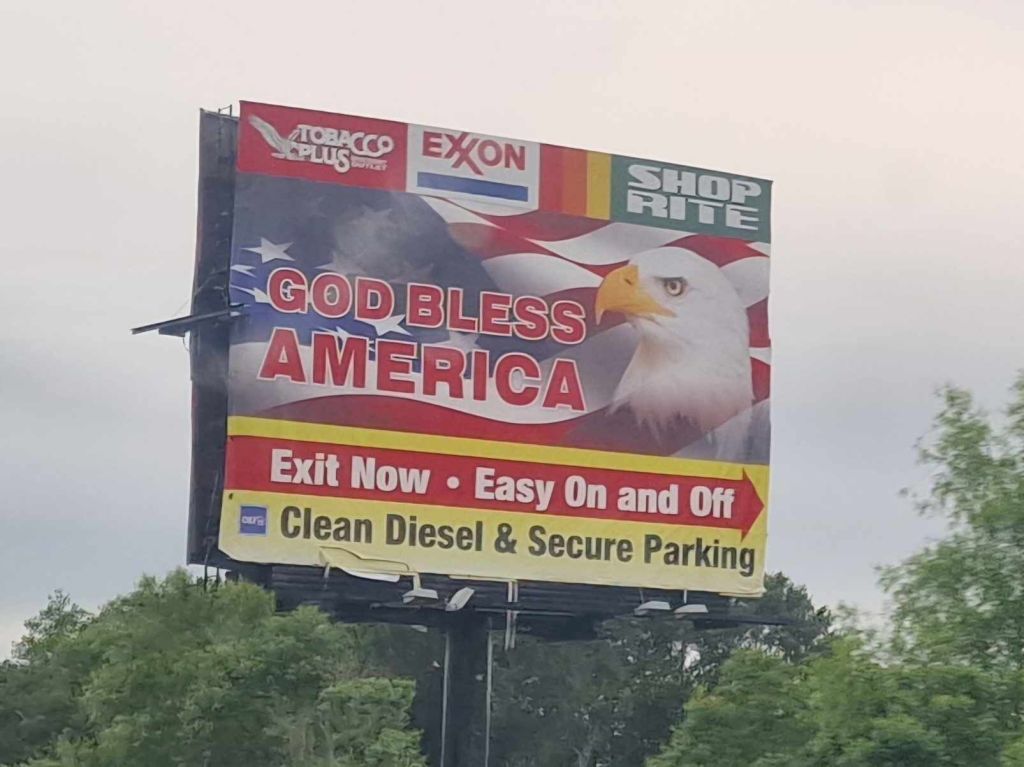 TOBACCO
PLUS
OUTLET
EXXON
SHOP
RITE
GOD BLESS
AMERICA
Exit Now • Easy On and Off
Clean Diesel & Secure Parking